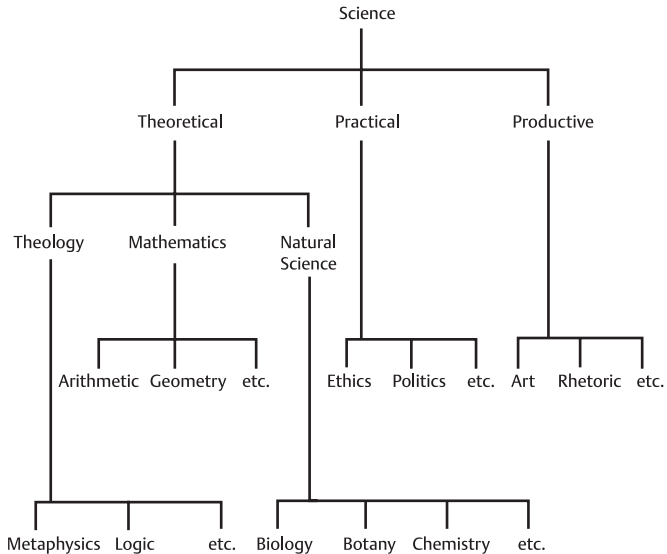 Science
Theoretical Practical Productive
Theology Mathematics Natural
Science
Arithmetic Geometry etc. Ethics Politics etc. Art Rhetoric etc.
Metaphysics Logic etc. Biology Botany Chemistry etc.